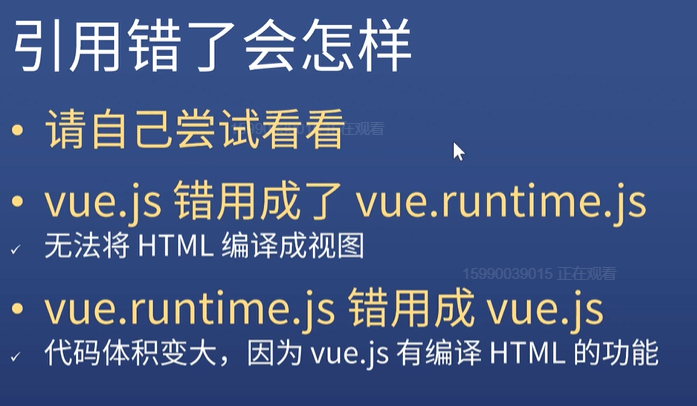 引用错了会怎样
• 请自己尝试看看
• vue.js 错用成了 vue.runtime.js
✓ 无法将 HTML 编译成视图
15990039015 正在观看
• vue.runtime.js 错用成 vue.js
✓ 代码体积变大，因为 vue.js 有编译 HTML 的功能